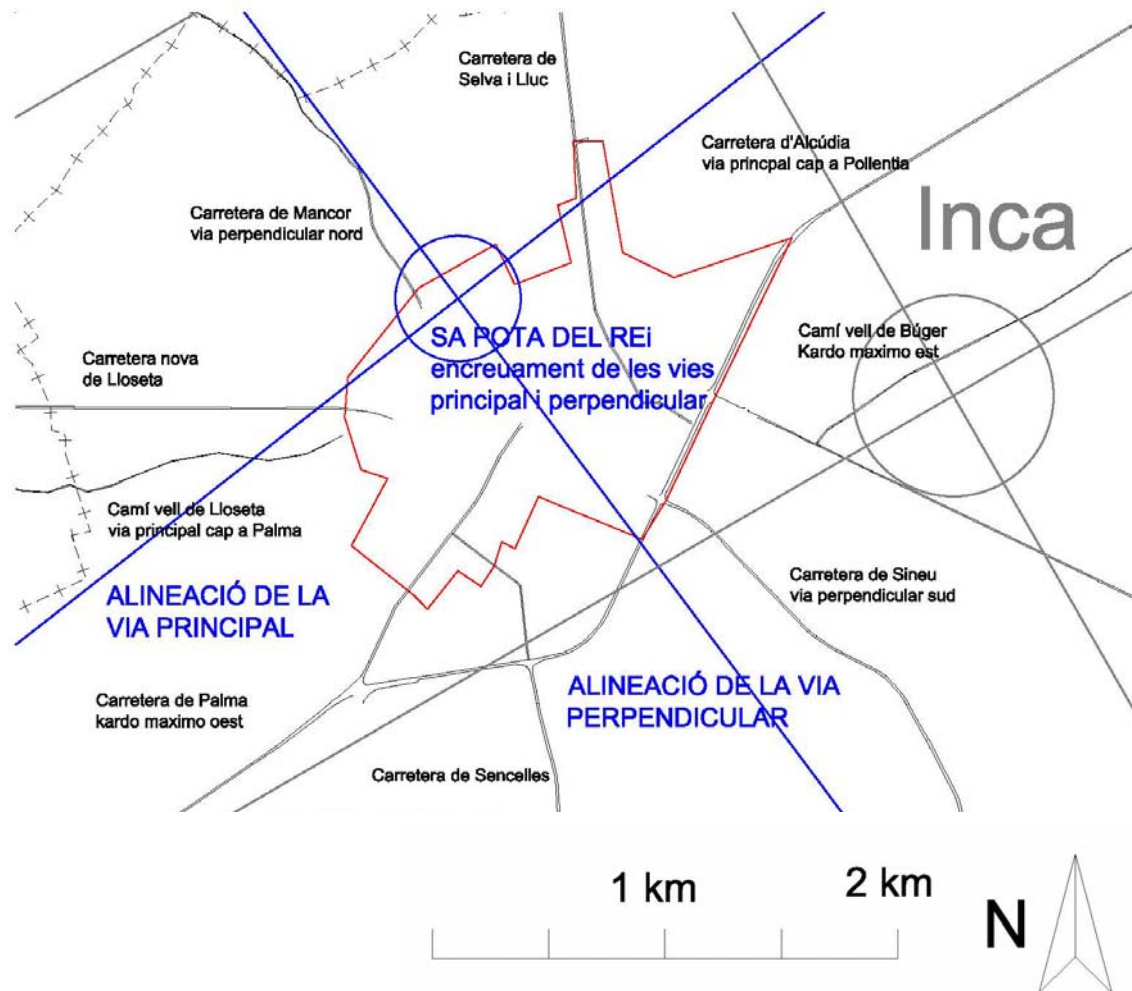 Carretera de
Selva i Lluc
Carretera d'Alcúdia
via princpal cap a Pollentia
Inca
Carretera de Mancor
via perpendicular nord
SA POTA DEL REi
encreuament de les vies
principal i perpendicular
Camí vell de Búger
Kardo maximo est
Carretera nova
de Lloseta
Camí vell de Lloseta
via principal cap a Palma
ALINEACIÓ DE LA
VIA PRINCIPAL
Carretera de Sineu
via perpendicular sud
ALINEACIÓ DE LA VIA
PERPENDICULAR
Carretera de Palma
kardo maximo oest
Carretera de Sencelles
1 km
2 km
N